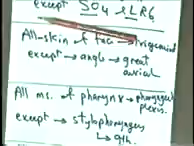 except SO4 & LR6
All-skin of face → trigeminal
except → angle → great
auricul
All ms. of pharynx → pharyngeal
plexus.
except → stylopharyngeus
↳ 9th.